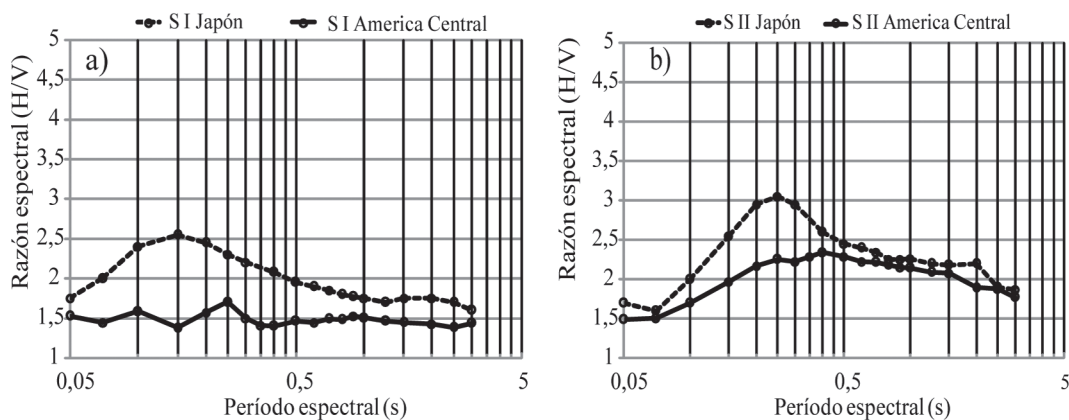 S I Japón S I America Central
a)
Razón espectral (H/V)
5
4,5
4
3,5
3
2,5
2
1,5
1
0,05 0,5 5
Período espectral (s)
S II Japón S II America Central
b)
Razón espectral (H/V)
5
4,5
4
3,5
3
2,5
2
1,5
1
0,05 0,5 5
Período espectral (s)